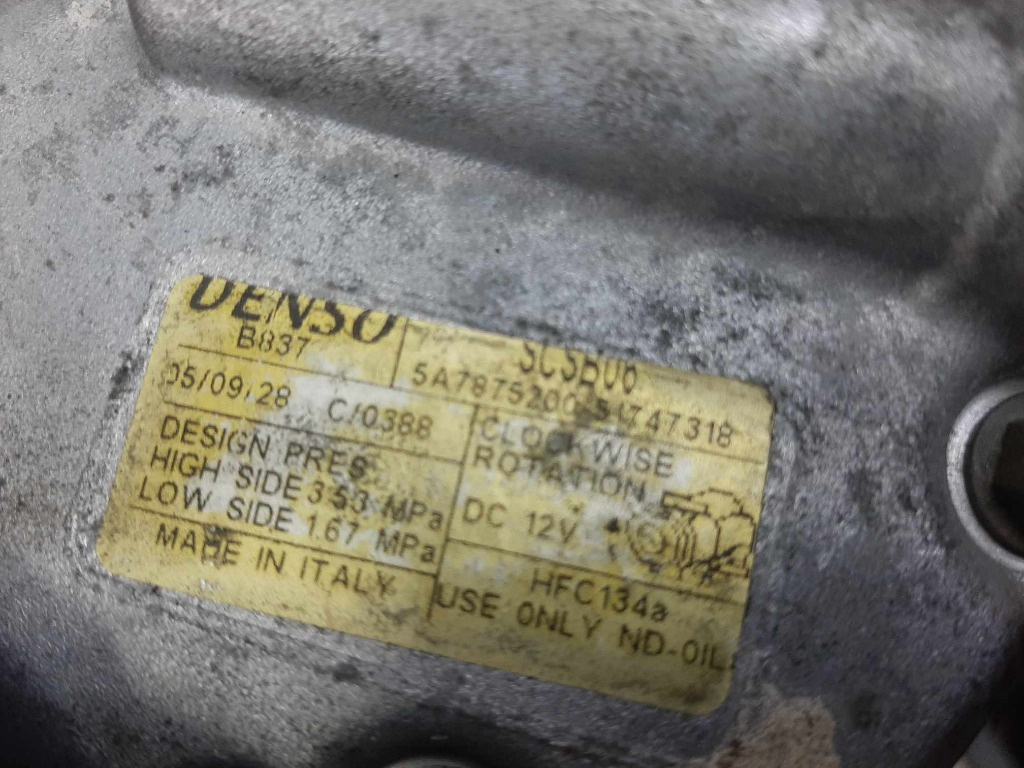 DENSO
B837
SCSB06
5A7875200 51747318
05/09/28 C/0388
CLOCKWISE
ROTATION
DESIGN PRES
HIGH SIDE 3.53 MPa
LOW SIDE 1.67 MPa
DC 12V
MADE IN ITALY
HFC134a
USE ONLY ND-OIL